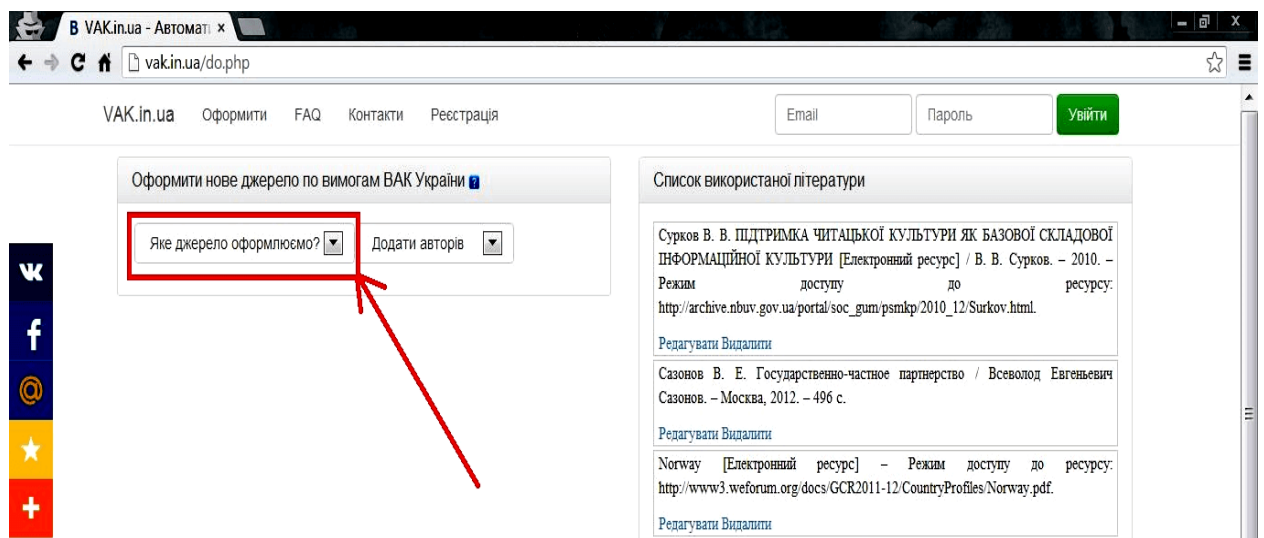 B VAK.in.ua - Автомат
vak.in.ua/do.php
VAK.in.ua Оформити FAQ Контакти Реєстрація Email Пароль Увійти
Оформити нове джерело по вимогам ВАК України ?
Яке джерело оформлюємо? Додати авторів
Список використаної літератури
Сурков В. В. ПІДТРИМКА ЧИТАЦЬКОЇ КУЛЬТУРИ ЯК БАЗОВОЇ СКЛАДОВОЇ
ІНФОРМАЦІЙНОЇ КУЛЬТУРИ [Електронний ресурс] / В. В. Сурков. – 2010. –
Режим доступу до ресурсу:
http://archive.nbuv.gov.ua/portal/soc_gum/psmkp/2010_12/Surkov.html.
Редагувати Видалити
Сазонов В. Е. Государственно-частное партнерство / Всеволод Евгеньевич
Сазонов. – Москва, 2012. – 496 с.
Редагувати Видалити
Norway [Електронний ресурс] – Режим доступу до ресурсу:
http://www3.weforum.org/docs/GCR2011-12/CountryProfiles/Norway.pdf.
Редагувати Видалити